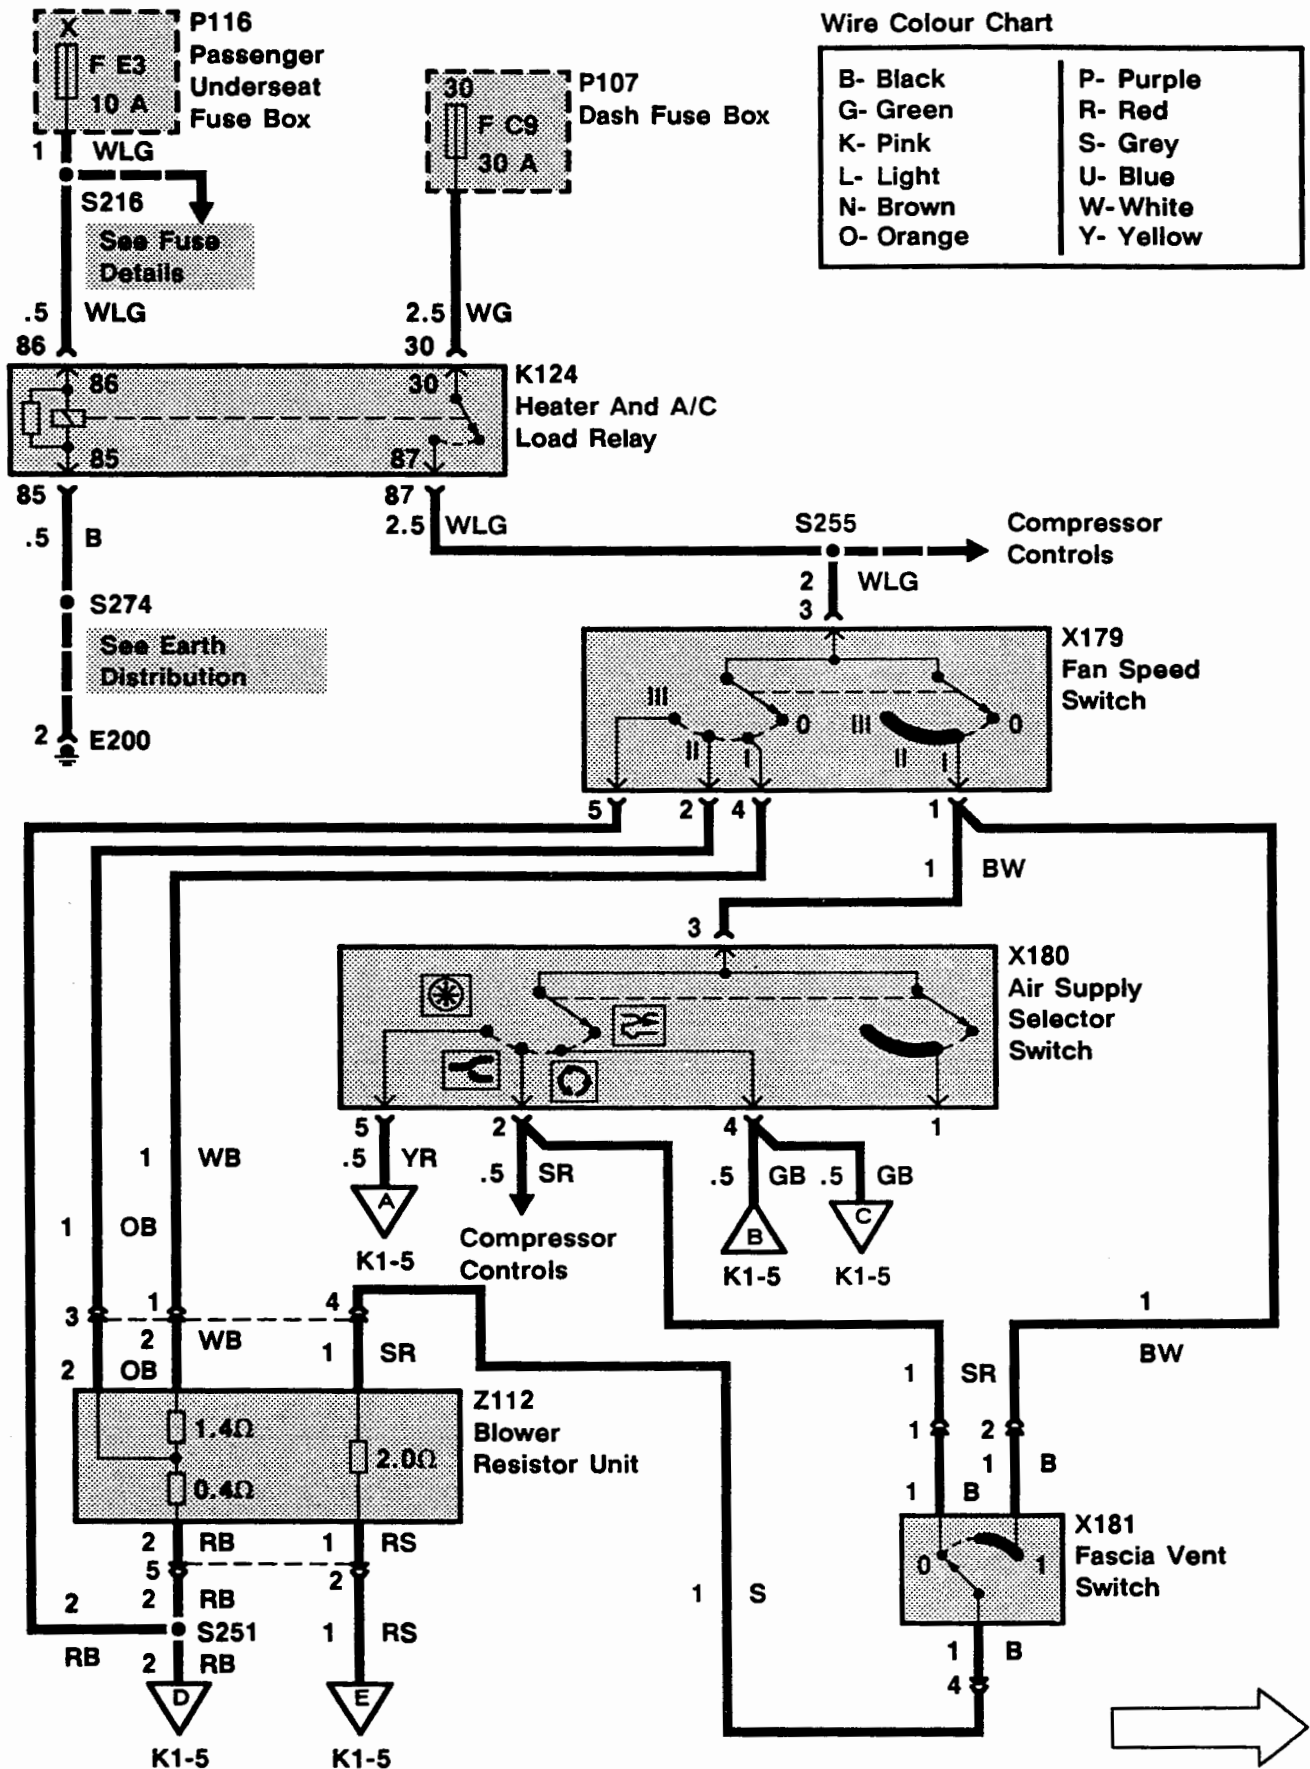 P116
Passenger
Underseat
Fuse Box
X
F E3
10 A
P107
Dash Fuse Box
30
F C9
30 A
Wire Colour Chart
B- Black
G- Green
K- Pink
L- Light
N- Brown
O- Orange
P- Purple
R- Red
S- Grey
U- Blue
W- White
Y- Yellow
1 WLG
S216
See Fuse
Details
.5 WLG
2.5 WG
86
30
86
30
K124
Heater And A/C
Load Relay
85
87
85
87
.5 B
2.5 WLG
S255
Compressor
Controls
2 WLG
3
S274
See Earth
Distribution
2 E200
X179
Fan Speed
Switch
III
0
III
0
II
I
II
I
5
2
4
1
1 BW
3
X180
Air Supply
Selector
Switch
5
2
4
1
.5 YR
.5 SR
.5 GB
.5 GB
A
B
C
K1-5
Compressor
Controls
K1-5
K1-5
1 WB
1 OB
3
1
4
2 WB
2 OB
1 SR
1
BW
1 SR
1
2
1 B
1 B
Z112
Blower
Resistor Unit
1.4Ω
2.0Ω
0.4Ω
X181
Fascia Vent
Switch
0
1
2 RB
1 RS
5
2
2 RB
2
RB
S251
1 RS
2 RB
D
E
K1-5
K1-5
1 S
1 B
4